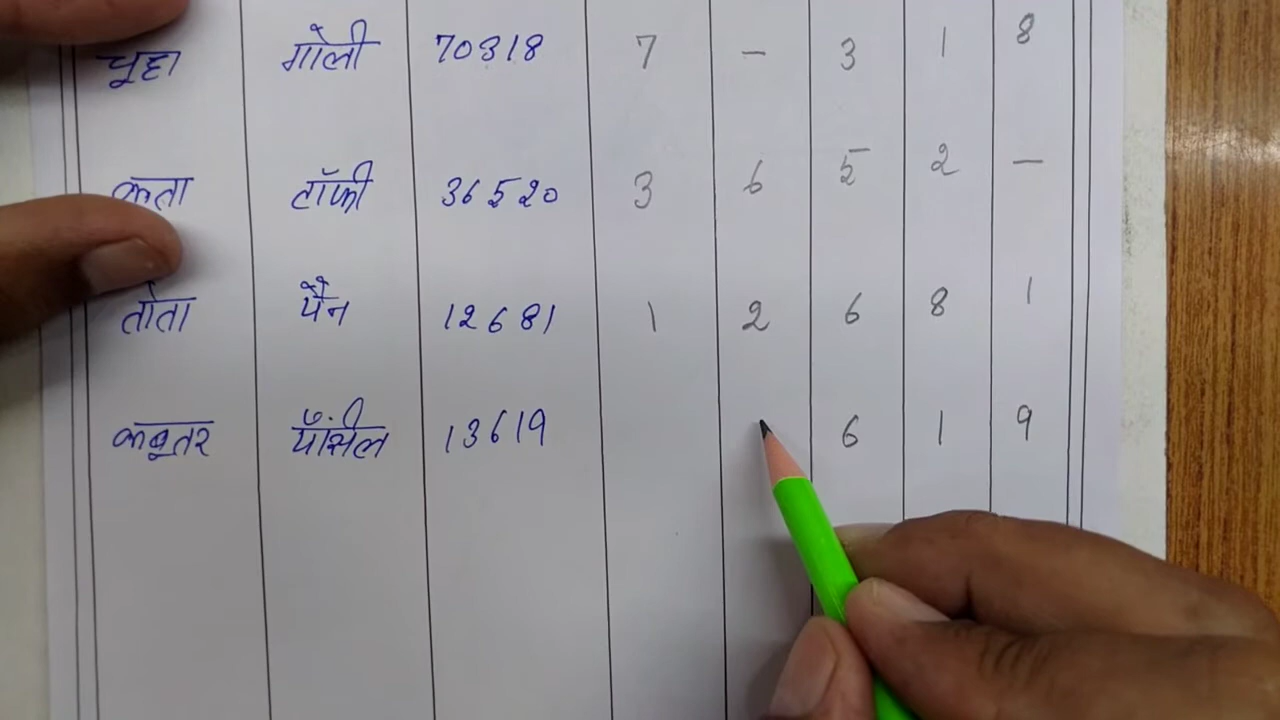 चूहा गोली 70318 7 – 3 1 8
टॉफी 36520 3 6 5 2 –
तोता पैन 12681 1 2 6 8 1
कबूतर पेंसील 13619 6 1 9